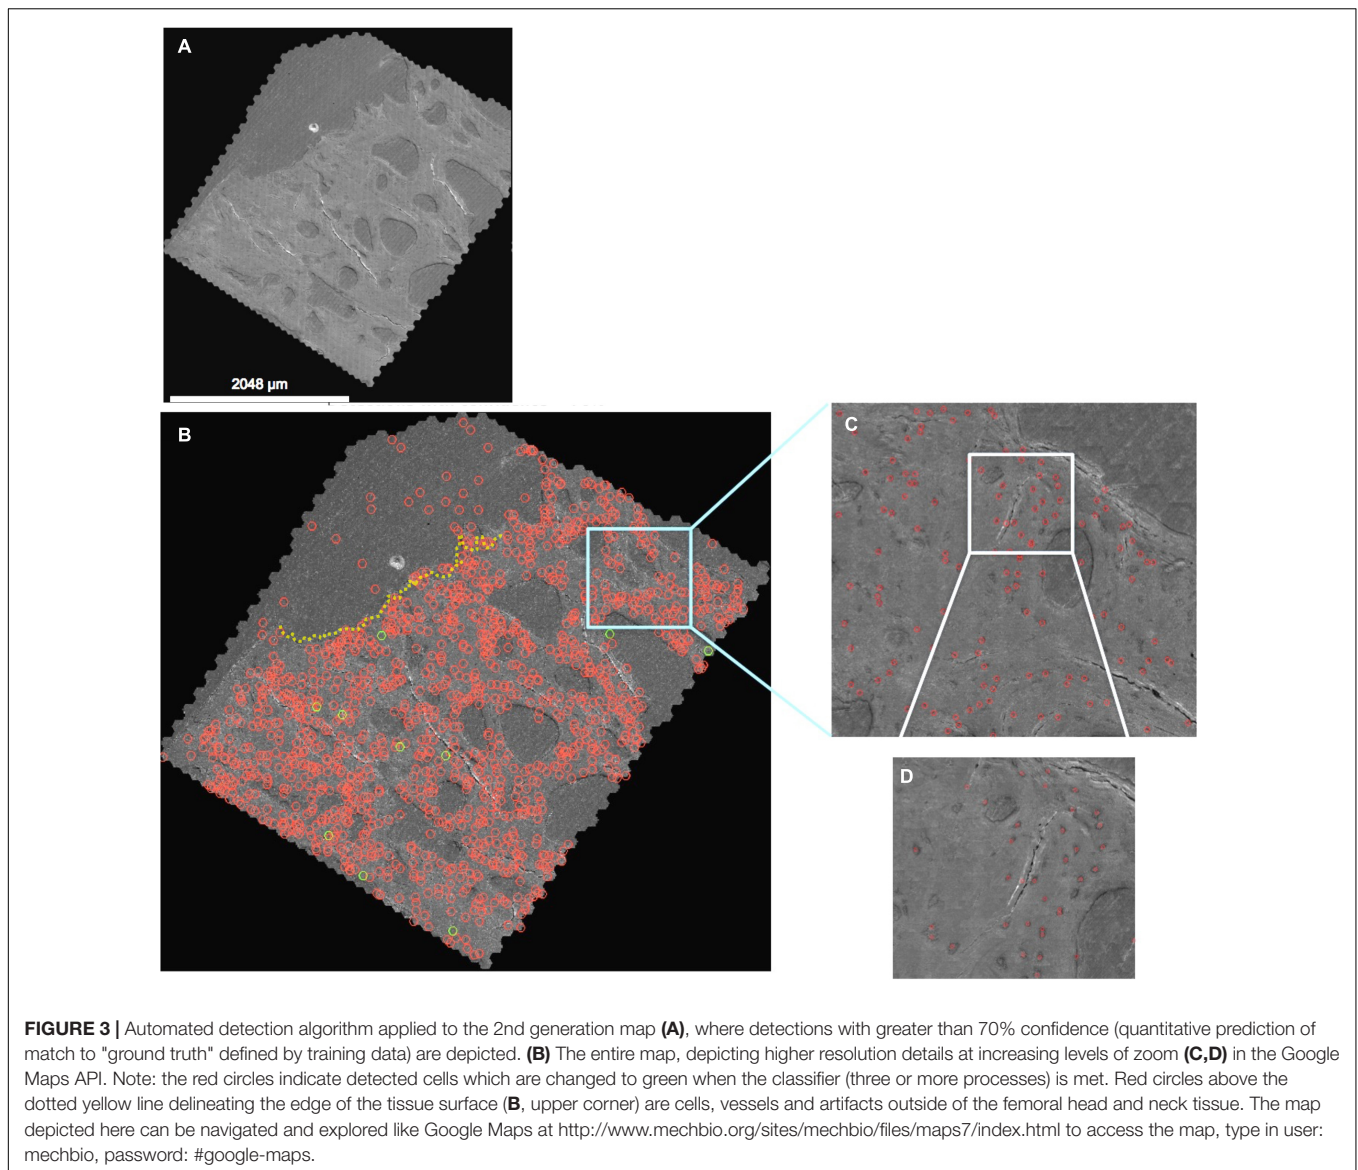 A
2048 µm
B
C
D
FIGURE 3 | Automated detection algorithm applied to the 2nd generation map (A), where detections with greater than 70% confidence (quantitative prediction of
match to "ground truth" defined by training data) are depicted. (B) The entire map, depicting higher resolution details at increasing levels of zoom (C,D) in the Google
Maps API. Note: the red circles indicate detected cells which are changed to green when the classifier (three or more processes) is met. Red circles above the
dotted yellow line delineating the edge of the tissue surface (B, upper corner) are cells, vessels and artifacts outside of the femoral head and neck tissue. The map
depicted here can be navigated and explored like Google Maps at http://www.mechbio.org/sites/mechbio/files/maps7/index.html to access the map, type in user:
mechbio, password: #google-maps.